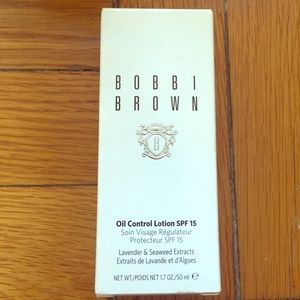 BOBBI
BROWN
B
Oil Control Lotion SPF 15
Soin Visage Régulateur
Protecteur SPF 15
Lavender & Seaweed Extracts
Extraits de Lavande et d'Algues
NET WT/POIDS NET 1.7 OZ/50 ml ℮